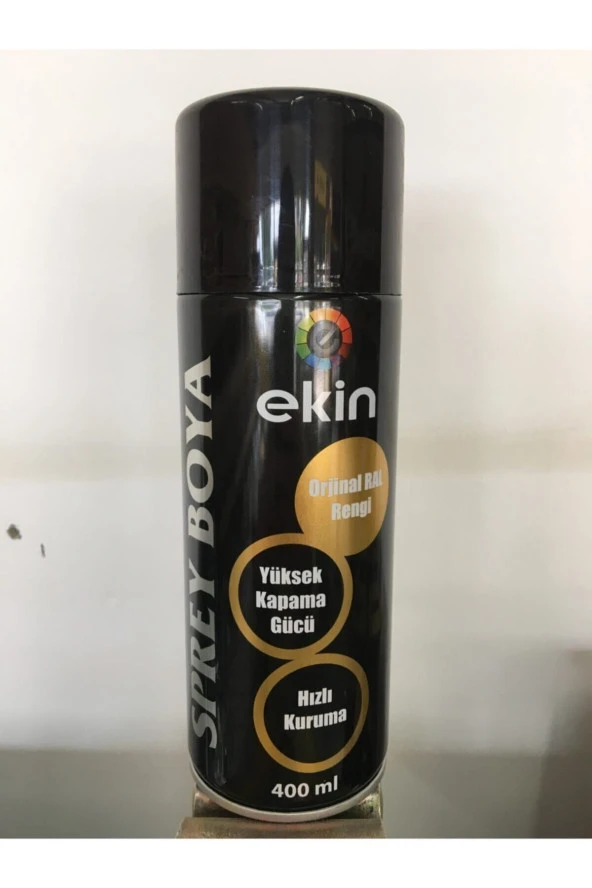 e
ekin
SPREY BOYA
Orjinal RAL
Rengi
Yüksek
Kapama
Gücü
Hızlı
Kuruma
400 ml